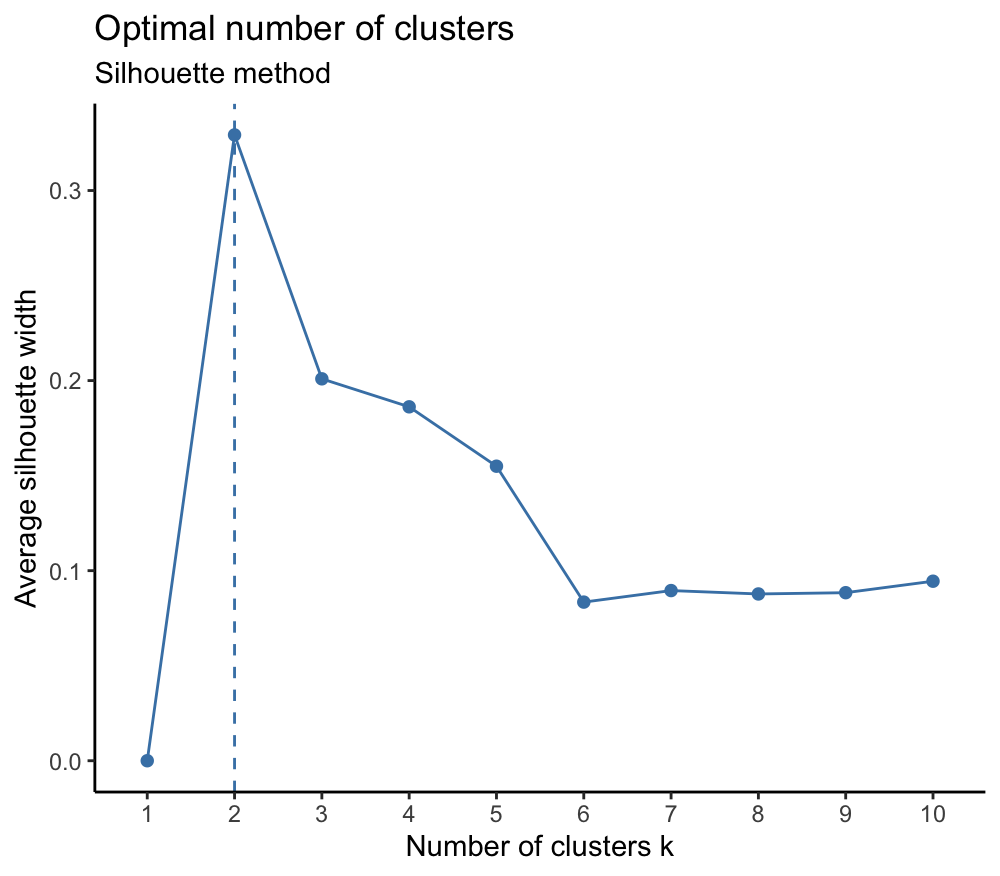 Optimal number of clusters
Silhouette method
Average silhouette width
0.3
0.2
0.1
0.0
1 2 3 4 5 6 7 8 9 10
Number of clusters k